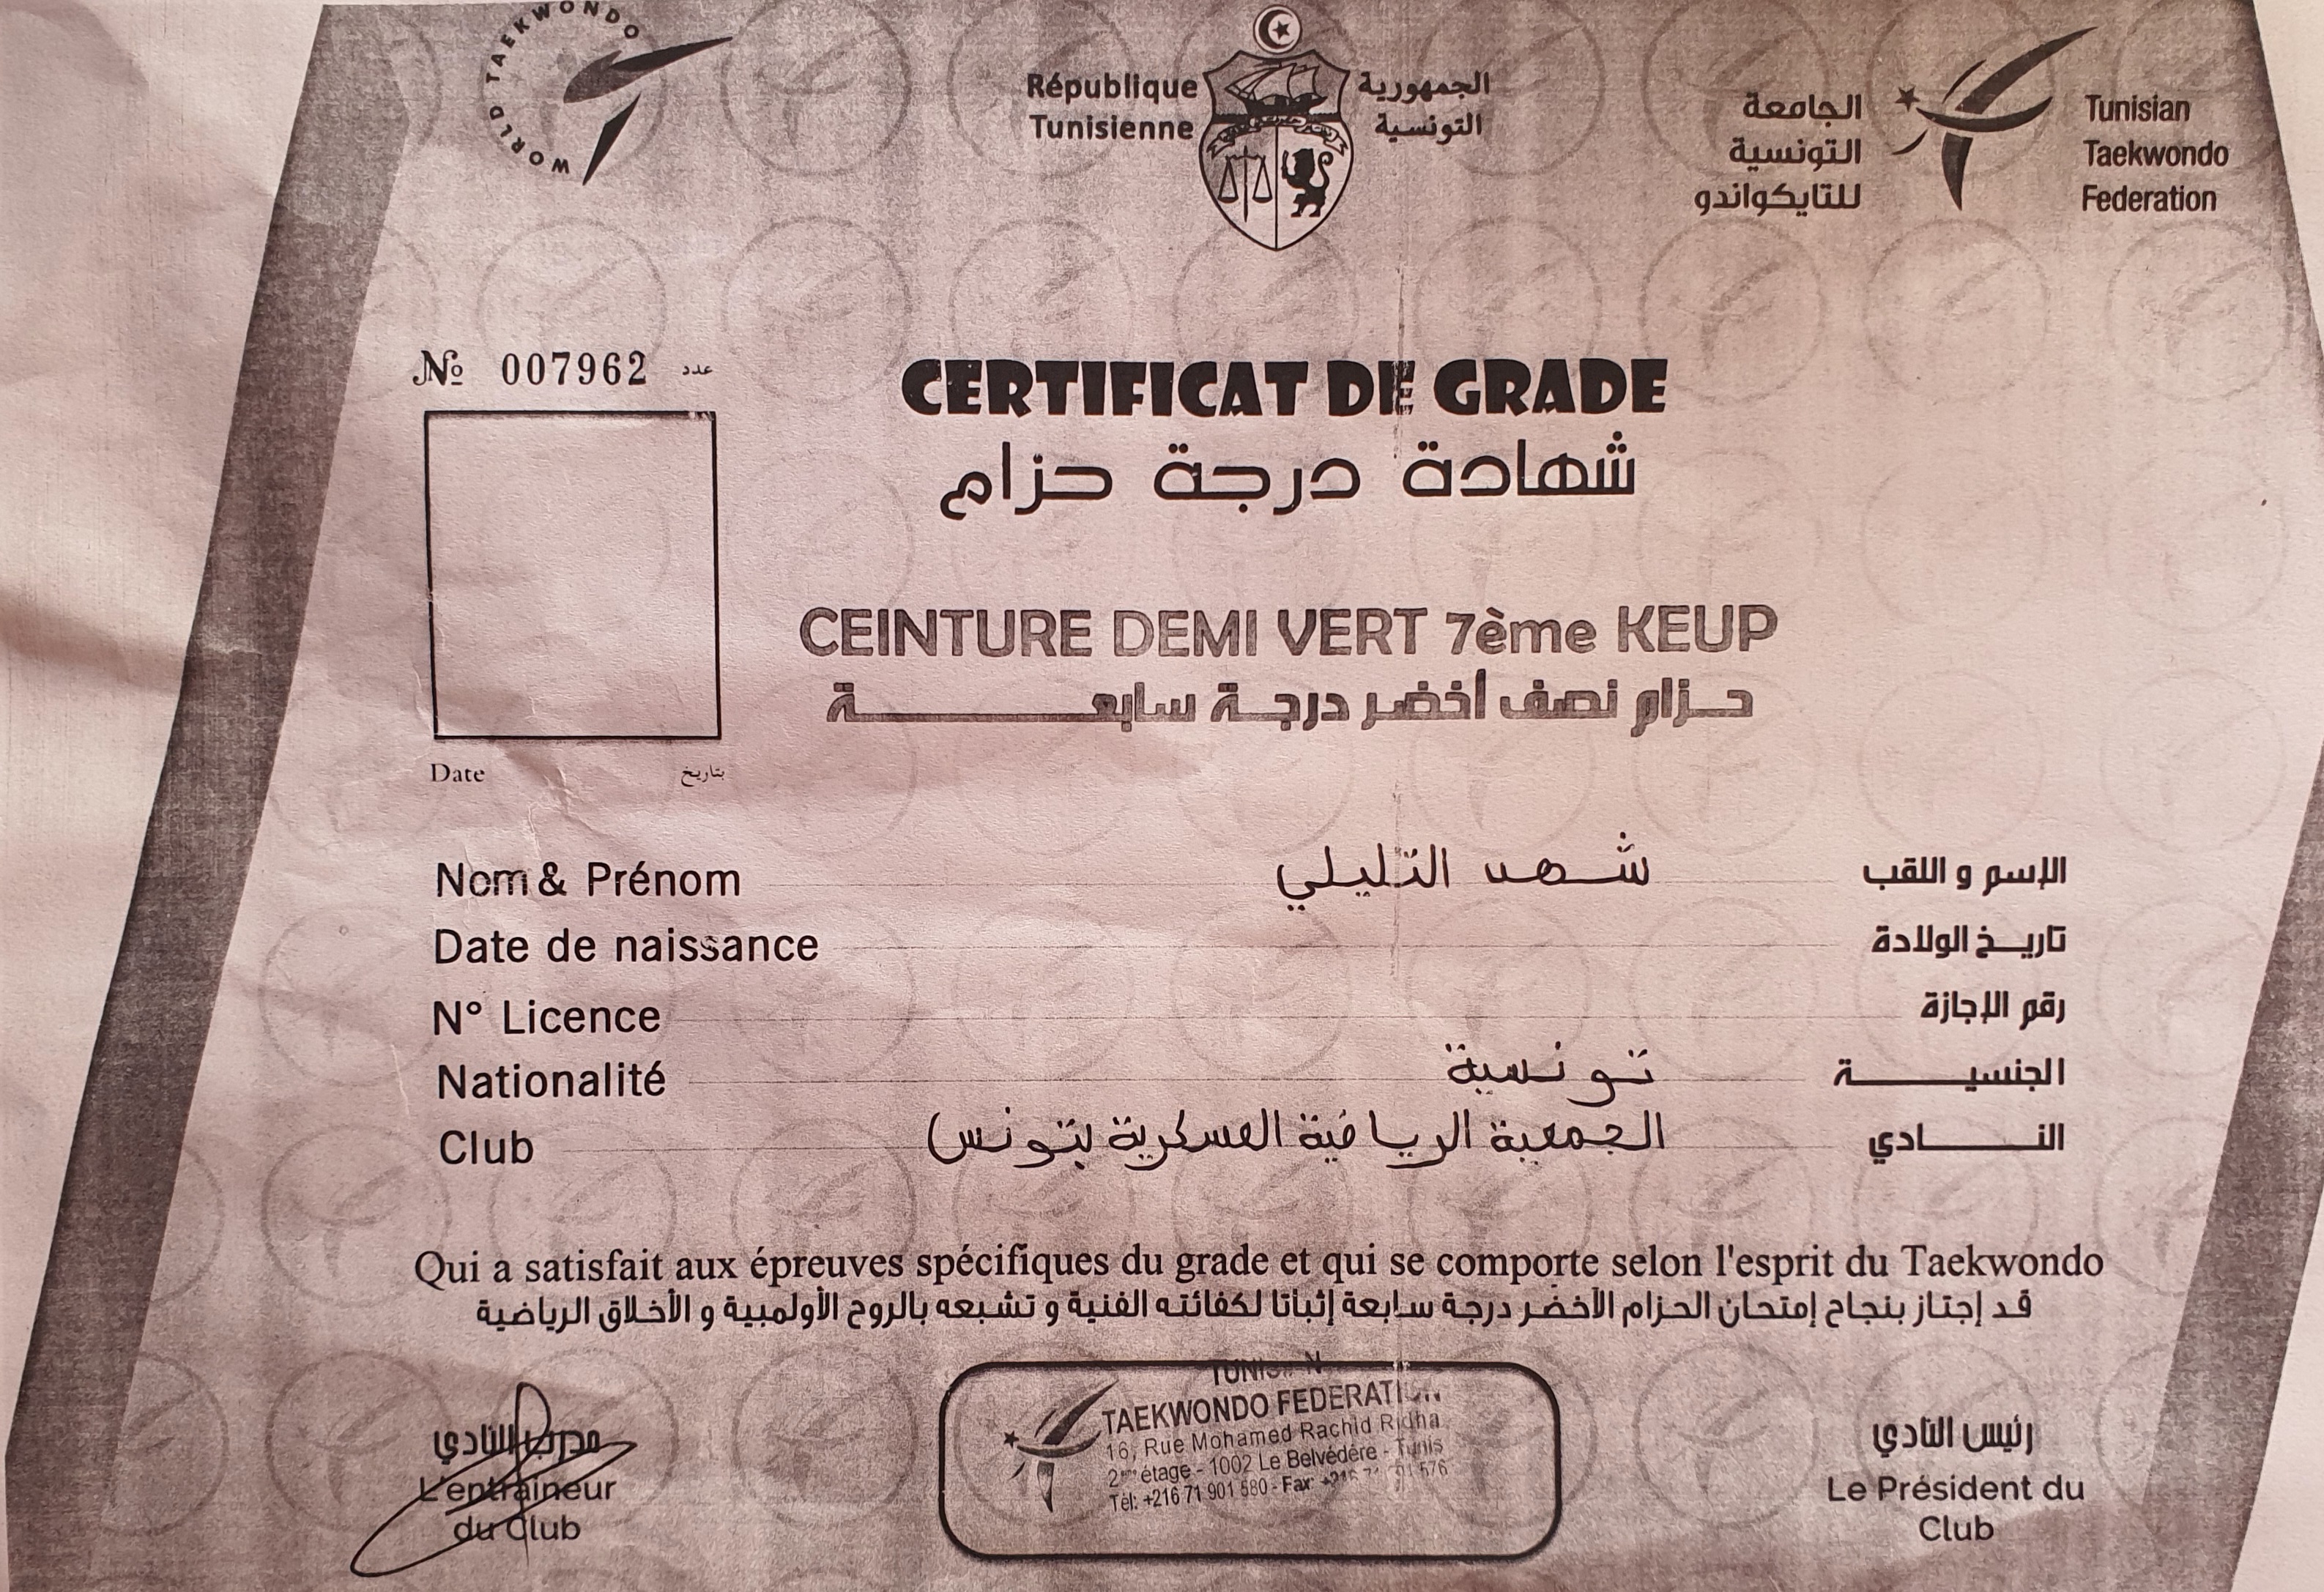 WORLD TAEKWONDO
République
Tunisienne
الجمهورية
التونسية
الجامعة
التونسية
للتايكواندو
Tunisian
Taekwondo
Federation
№ 007962 عدد
CERTIFICAT DE GRADE
شهادة درجة حزام
CEINTURE DEMI VERT 7ème KEUP
حزام نصف أخضر درجة سابعة
Date بتاريخ
Nom & Prénom شهد التليلي الإسم و اللقب
Date de naissance تاريخ الولادة
N° Licence رقم الإجازة
Nationalité تونسية الجنسية
Club الجمعية الرياضية العسكرية بتونس النادي
Qui a satisfait aux épreuves spécifiques du grade et qui se comporte selon l'esprit du Taekwondo
قد إجتاز بنجاح إمتحان الحزام الأخضر درجة سابعة إثباتا لكفائته الفنية و تشبعه بالروح الأولمبية و الأخلاق الرياضية
مدرب النادي
L'entraîneur
du Club
TUNISIAN
TAEKWONDO FEDERATION
16, Rue Mohamed Rachid Ridha
2ème étage - 1002 Le Belvédère - Tunis
Tél: +216 71 901 580 - Fax: +216 71
رئيس النادي
Le Président du
Club